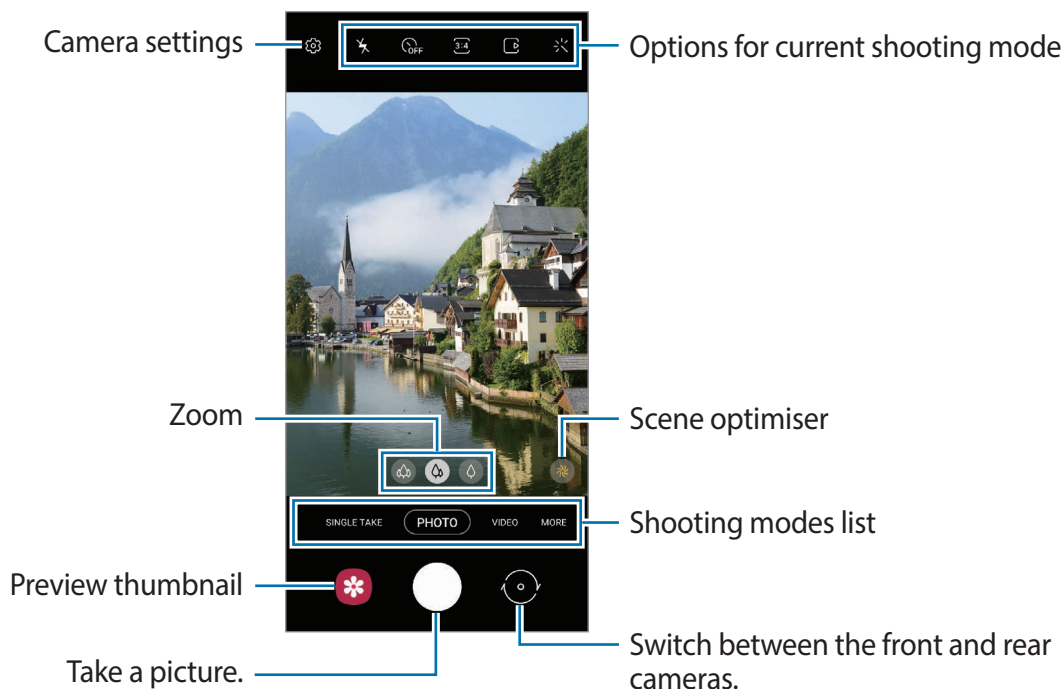 Camera settings
OFF
3:4
Options for current shooting mode
Zoom
Scene optimiser
SINGLE TAKE PHOTO VIDEO MORE
Shooting modes list
Preview thumbnail
Take a picture.
Switch between the front and rear
cameras.